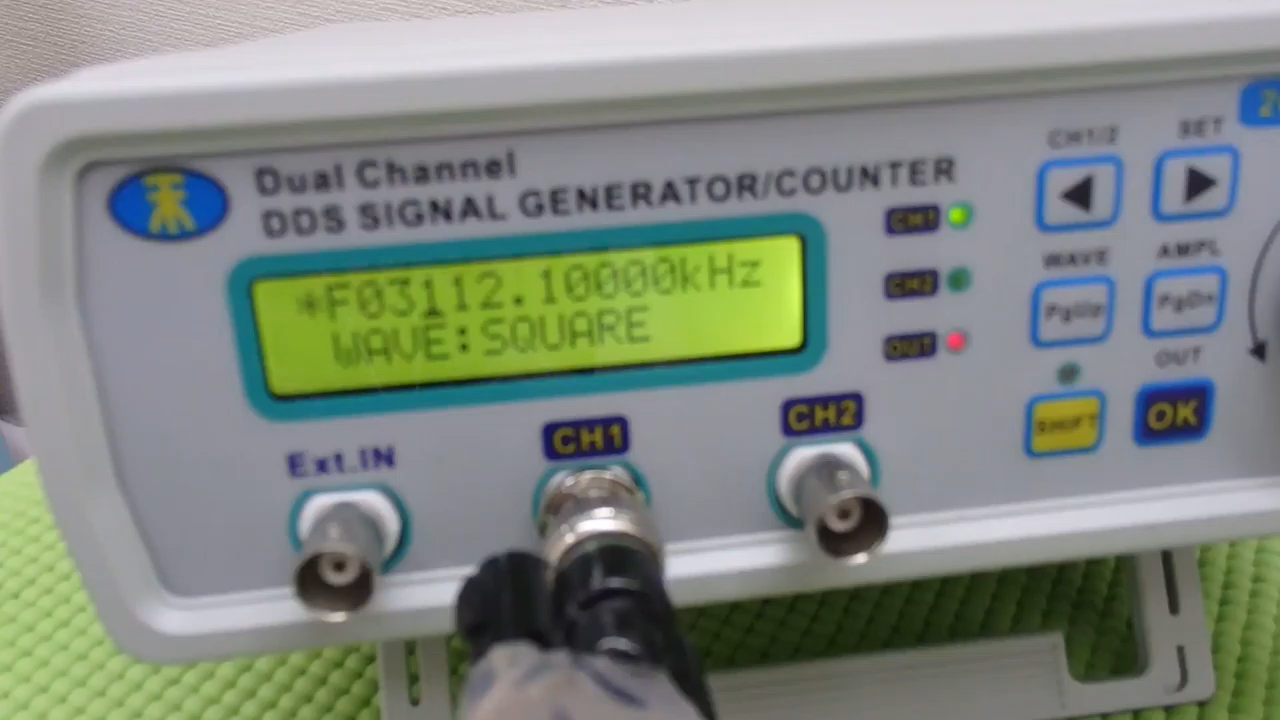 Dual Channel
DDS SIGNAL GENERATOR/COUNTER
*F03112.10000kHz
WAVE:SQUARE
CH1
CH2
OUT
CH1/2
SET
WAVE
AMPL
PgUp
PgDn
OUT
SHIFT
OK
Ext.IN
CH1
CH2